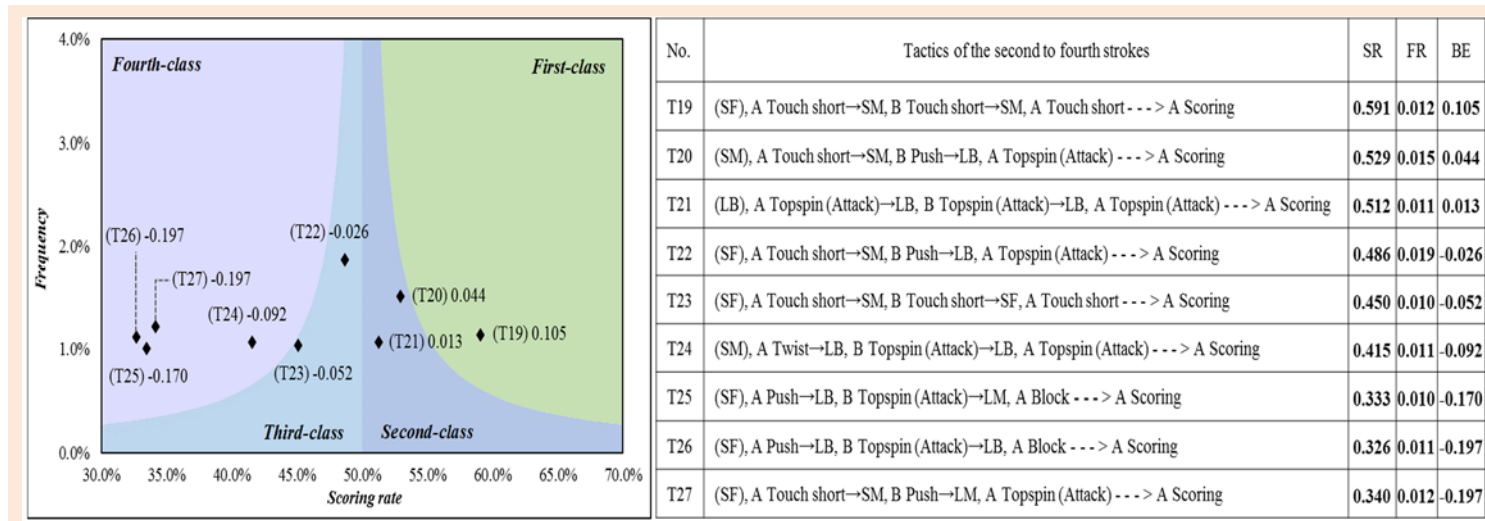 4.0%
Fourth-class
First-class
3.0%
Frequency
2.0%
(T26) -0.197
(T22) -0.026
(T27) -0.197
(T24) -0.092
(T20) 0.044
1.0%
(T21) 0.013
(T19) 0.105
(T25) -0.170
(T23) -0.052
Third-class
Second-class
0.0%
30.0% 35.0% 40.0% 45.0% 50.0% 55.0% 60.0% 65.0% 70.0%
Scoring rate
No. Tactics of the second to fourth strokes SR FR BE
T19 (SF), A Touch short→SM, B Touch short→SM, A Touch short - - - > A Scoring 0.591 0.012 0.105
T20 (SM), A Touch short→SM, B Push→LB, A Topspin (Attack) - - - > A Scoring 0.529 0.015 0.044
T21 (LB), A Topspin (Attack)→LB, B Topspin (Attack)→LB, A Topspin (Attack) - - - > A Scoring 0.512 0.011 0.013
T22 (SF), A Touch short→SM, B Push→LB, A Topspin (Attack) - - - > A Scoring 0.486 0.019 -0.026
T23 (SF), A Touch short→SM, B Touch short→SF, A Touch short - - - > A Scoring 0.450 0.010 -0.052
T24 (SM), A Twist→LB, B Topspin (Attack)→LB, A Topspin (Attack) - - - > A Scoring 0.415 0.011 -0.092
T25 (SF), A Push→LB, B Topspin (Attack)→LM, A Block - - - > A Scoring 0.333 0.010 -0.170
T26 (SF), A Push→LB, B Topspin (Attack)→LB, A Block - - - > A Scoring 0.326 0.011 -0.197
T27 (SF), A Touch short→SM, B Push→LM, A Topspin (Attack) - - - > A Scoring 0.340 0.012 -0.197